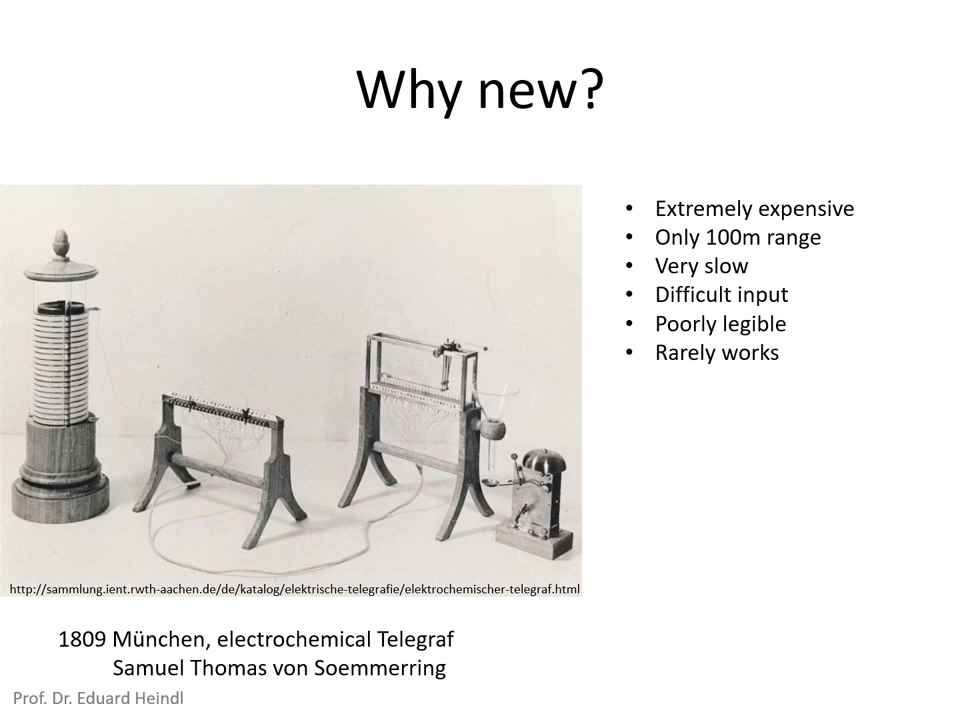 Why new?
• Extremely expensive
• Only 100m range
• Very slow
• Difficult input
• Poorly legible
• Rarely works
http://sammlung.ient.rwth-aachen.de/de/katalog/elektrische-telegrafie/elektrochemischer-telegraf.html
1809 München, electrochemical Telegraf
Samuel Thomas von Soemmerring
Prof. Dr. Eduard Heindl